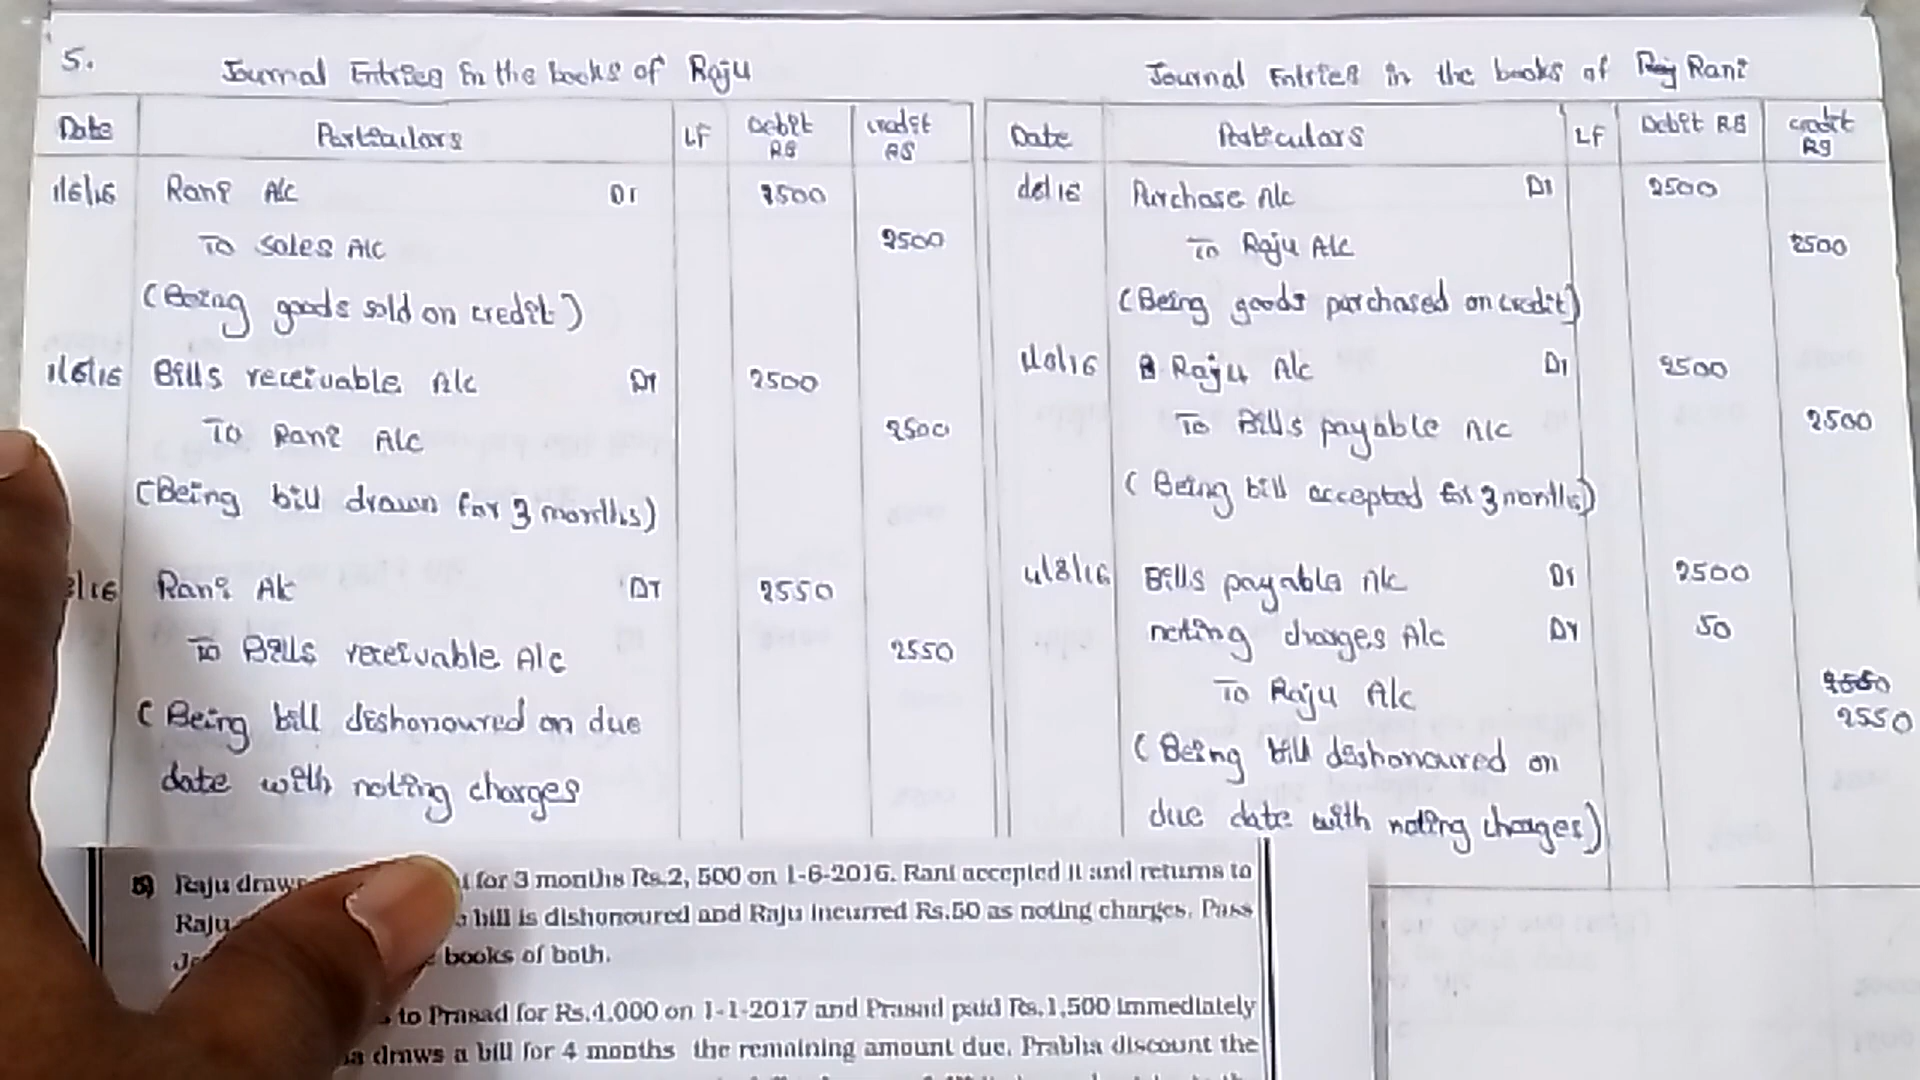 5.
Journal Entries in the books of Raju
Date Particulars LF Debit RS credit RS
1/6/16 Rani A/c Dr 2500
To Sales A/c 2500
(Being goods sold on credit)
1/6/16 Bills receivable A/c Dr 2500
To Rani A/c 2500
(Being bill drawn for 3 months)
/16 Rani A/c Dr 2550
To Bills receivable A/c 2550
(Being bill dishonoured on due
date with noting charges
Journal Entries in the books of Rani
Date Particulars LF Debit RS credit RS
Purchase A/c Dr 2500
To Raju A/c 2500
(Being goods purchased on credit)
Raju A/c Dr 2500
To Bills payable A/c 2500
(Being bill accepted for 3 months)
4/8/16 Bills payable A/c Dr 2500
noting charges A/c Dr 50
To Raju A/c
2550
(Being bill dishonoured on
due date with noting charges)
5) Raju draws for 3 months Rs.2, 500 on 1-6-2016. Rani accepted it and returns to
Raju bill is dishonoured and Raju incurred Rs.50 as noting charges. Pass
books of both.
to Prasad for Rs.4.000 on 1-1-2017 and Prasad paid Rs.1,500 immediately
draws a bill for 4 months the remaining amount due. Prabha discount the